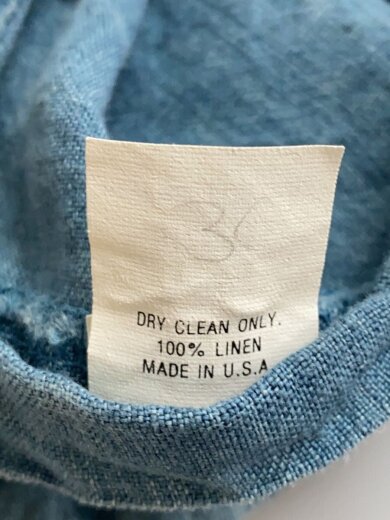 DRY CLEAN ONLY.
100% LINEN
MADE IN U.S.A